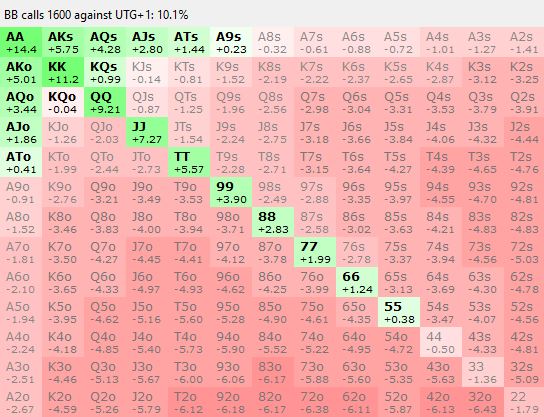 BB calls 1600 against UTG+1: 10.1%
AA AKs AQs AJs ATs A9s A8s A7s A6s A5s A4s A3s A2s
+14.4 +5.75 +4.28 +2.80 +1.44 +0.23 -0.32 -0.61 -0.88 -0.72 -1.01 -1.27 -1.41
AKo KK KQs KJs KTs K9s K8s K7s K6s K5s K4s K3s K2s
+5.01 +11.2 +0.99 -0.14 -0.81 -1.52 -2.19 -2.22 -2.37 -2.65 -2.87 -3.12 -3.25
AQo KQo QQ QJs QTs Q9s Q8s Q7s Q6s Q5s Q4s Q3s Q2s
+3.44 -0.04 +9.21 -0.87 -1.25 -1.96 -2.56 -2.98 -3.04 -3.31 -3.53 -3.79 -3.91
AJo KJo QJo JJ JTs J9s J8s J7s J6s J5s J4s J3s J2s
+1.86 -1.26 -2.03 +7.27 -1.54 -2.24 -2.75 -3.18 -3.66 -3.84 -4.06 -4.32 -4.44
ATo KTo QTo JTo TT T9s T8s T7s T6s T5s T4s T3s T2s
+0.41 -1.99 -2.44 -2.73 +5.57 -2.28 -2.71 -3.15 -3.64 -4.27 -4.39 -4.65 -4.76
A9o K9o Q9o J9o T9o 99 98s 97s 96s 95s 94s 93s 92s
-0.91 -2.76 -3.21 -3.49 -3.53 +3.90 -2.49 -2.88 -3.35 -3.97 -4.55 -4.70 -4.81
A8o K8o Q8o J8o T8o 98o 88 87s 86s 85s 84s 83s 82s
-1.52 -3.46 -3.83 -4.00 -3.94 -3.71 +2.83 -2.58 -3.02 -3.63 -4.21 -4.83 -4.83
A7o K7o Q7o J7o T7o 97o 87o 77 76s 75s 74s 73s 72s
-1.81 -3.50 -4.27 -4.45 -4.41 -4.12 -3.78 +1.99 -2.78 -3.37 -3.94 -4.56 -5.03
A6o K6o Q6o J6o T6o 96o 86o 76o 66 65s 64s 63s 62s
-2.10 -3.65 -4.33 -4.97 -4.93 -4.62 -4.25 -3.99 +1.24 -3.13 -3.69 -4.30 -4.78
A5o K5o Q5o J5o T5o 95o 85o 75o 65o 55 54s 53s 52s
-1.94 -3.95 -4.62 -5.16 -5.60 -5.28 -4.90 -4.61 -4.35 +0.38 -3.47 -4.07 -4.56
A4o K4o Q4o J4o T4o 94o 84o 74o 64o 54o 44 43s 42s
-2.24 -4.18 -4.85 -5.40 -5.73 -5.90 -5.52 -5.22 -4.95 -4.72 -0.50 -4.33 -4.81
A3o K3o Q3o J3o T3o 93o 83o 73o 63o 53o 43o 33 32s
-2.51 -4.46 -5.13 -5.67 -6.00 -6.06 -6.17 -5.88 -5.60 -5.35 -5.63 -1.36 -5.09
A2o K2o Q2o J2o T2o 92o 82o 72o 62o 52o 42o 32o 22
-2.67 -4.59 -5.26 -5.79 -6.12 -6.18 -6.17 -6.38 -6.11 -5.87 -6.13 -6.43 -1.79